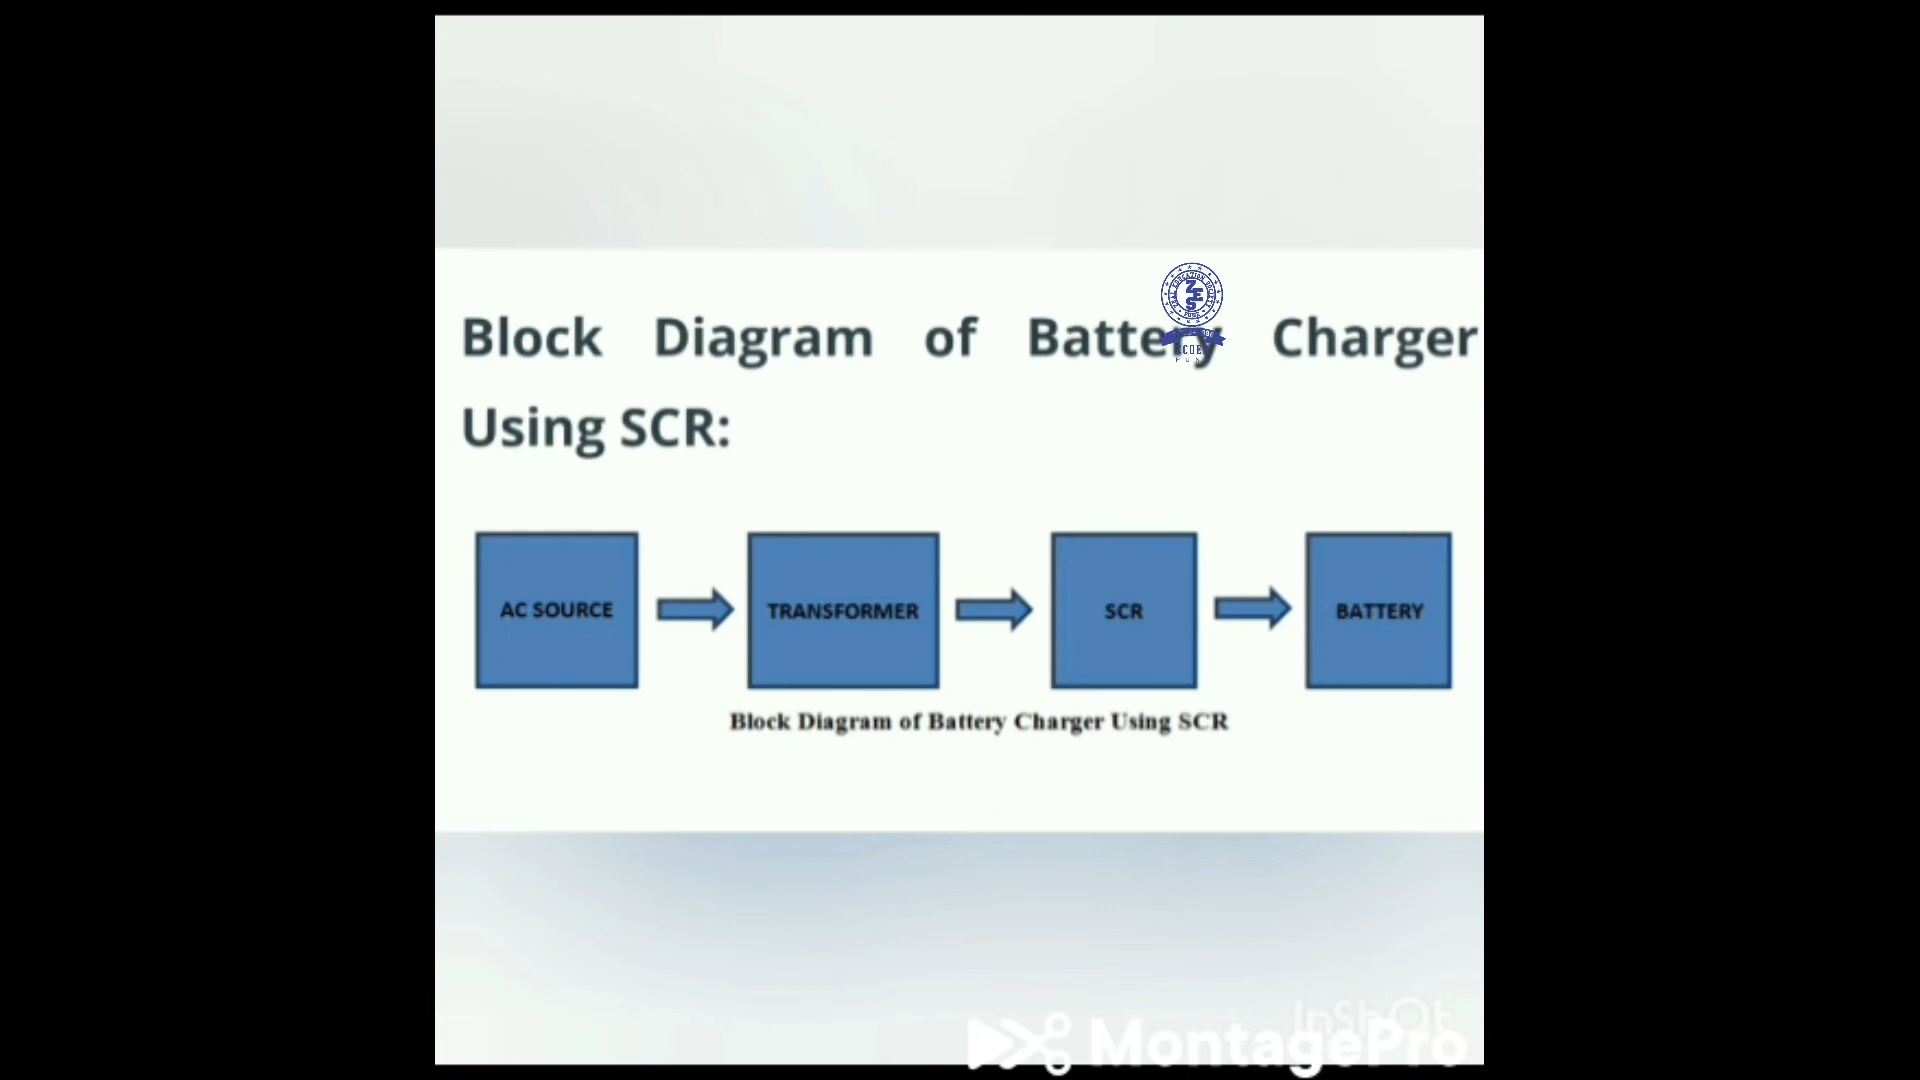 Block Diagram of Battery Charger
Using SCR:
AC SOURCE
TRANSFORMER
SCR
BATTERY
Block Diagram of Battery Charger Using SCR
InShOt
MontagePro